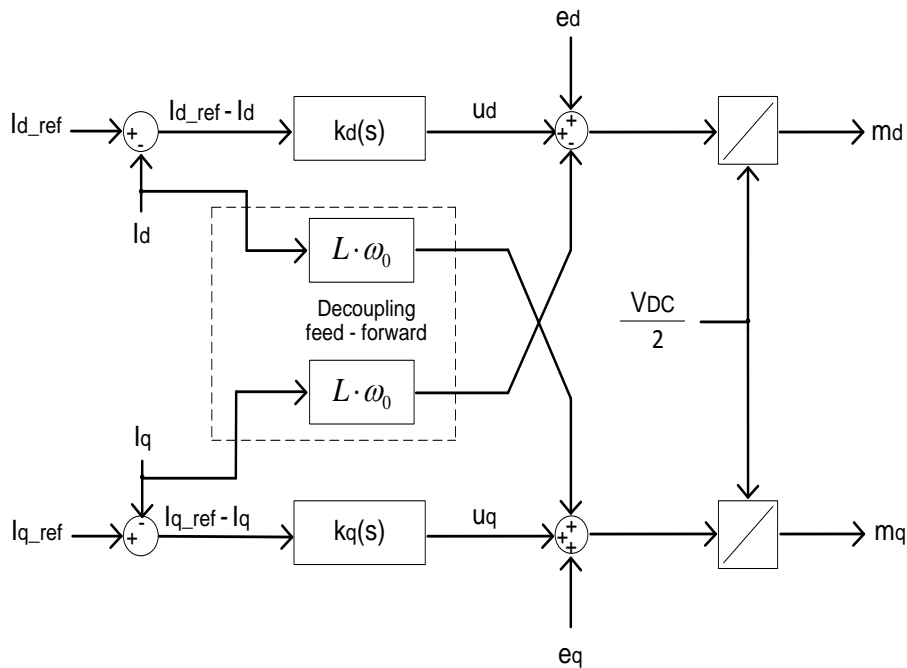 ed
Id_ref
+
-
Id_ref - Id
kd(s)
ud
+
+
-
md
Id
L · ω0
Decoupling
feed - forward
VDC
2
L · ω0
Iq
Iq_ref
-
+
Iq_ref - Iq
kq(s)
uq
+
+
+
mq
eq